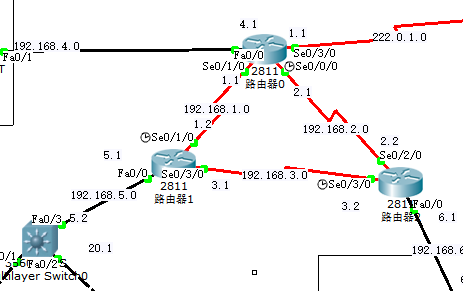 4.1
1.1
222.0.1.0
192.168.4.0
Fa0/1
T
Fa0/0
Se0/3/0
Se0/1/0
Se0/0/0
2811
路由器0
1.1
2.1
192.168.1.0
1.2
192.168.2.0
Se0/1/0
2.2
5.1
Se0/2/0
Fa0/0
2811
Se0/3/0
路由器1
3.1
192.168.3.0
Se0/3/0
192.168.5.0
3.2
Fa0/0
路由器
6.1
Fa0/3
5.2
20.1
192.168.6
Fa0/2
ltilayer Switch0